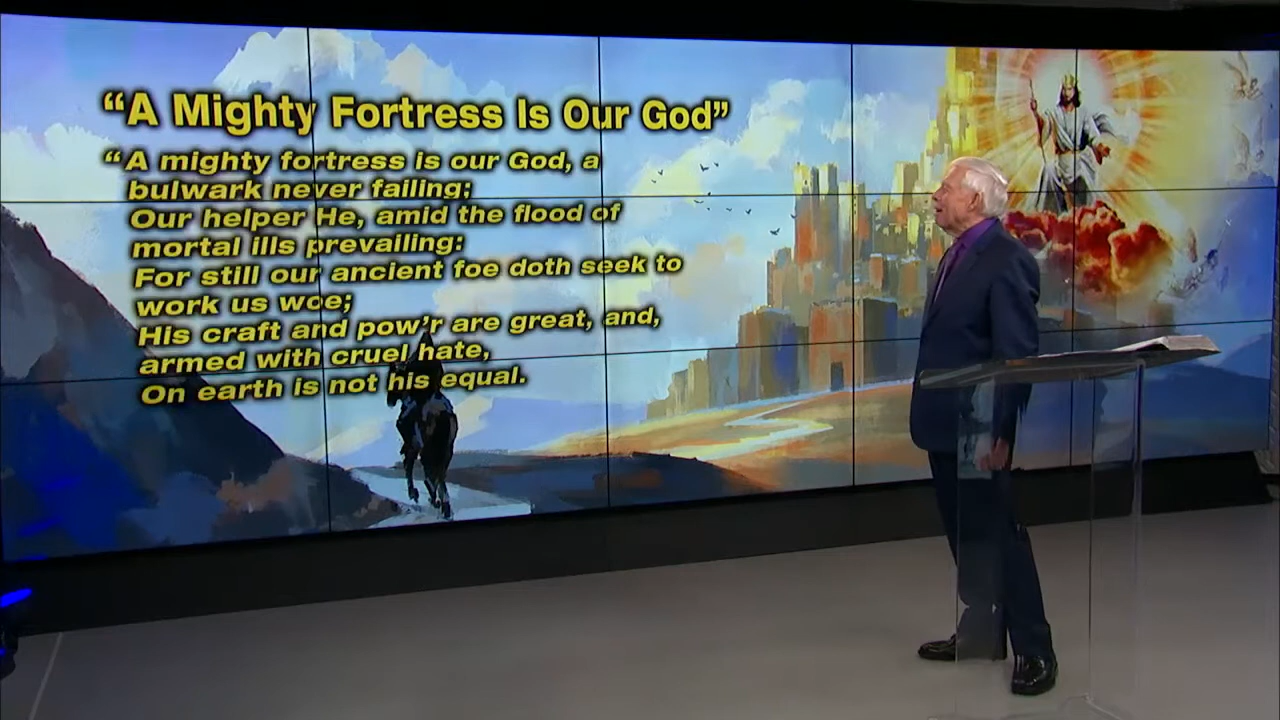 “A Mighty Fortress Is Our God”
“A mighty fortress is our God, a
bulwark never failing;
Our helper He, amid the flood of
mortal ills prevailing:
For still our ancient foe doth seek to
work us woe;
His craft and pow’r are great, and,
armed with cruel hate,
On earth is not his equal.